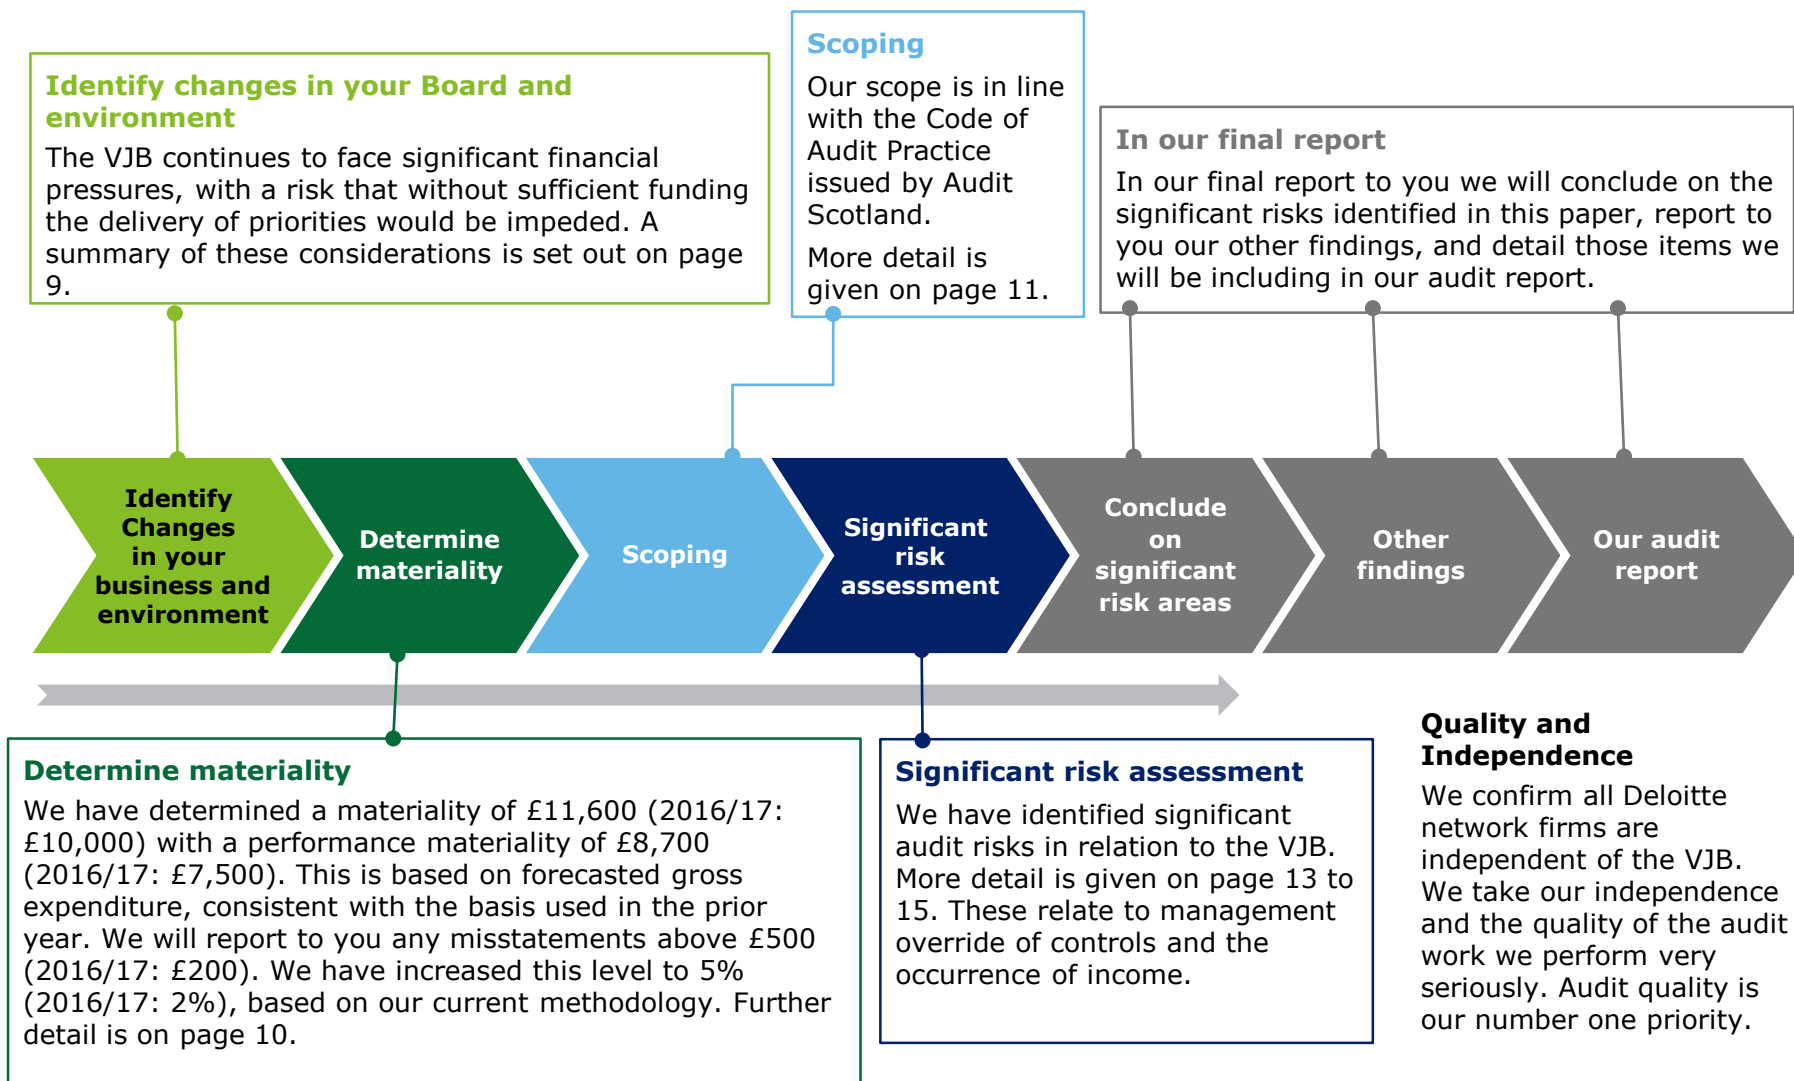 Identify changes in your Board and
environment
The VJB continues to face significant financial
pressures, with a risk that without sufficient funding
the delivery of priorities would be impeded. A
summary of these considerations is set out on page
9.
Scoping
Our scope is in line
with the Code of
Audit Practice
issued by Audit
Scotland.
More detail is
given on page 11.
In our final report
In our final report to you we will conclude on the
significant risks identified in this paper, report to
you our other findings, and detail those items we
will be including in our audit report.
Identify
Changes
in your
business and
environment
Determine
materiality
Scoping
Significant
risk
assessment
Conclude
on
significant
risk areas
Other
findings
Our audit
report
Determine materiality
We have determined a materiality of £11,600 (2016/17:
£10,000) with a performance materiality of £8,700
(2016/17: £7,500). This is based on forecasted gross
expenditure, consistent with the basis used in the prior
year. We will report to you any misstatements above £500
(2016/17: £200). We have increased this level to 5%
(2016/17: 2%), based on our current methodology. Further
detail is on page 10.
Significant risk assessment
We have identified significant
audit risks in relation to the VJB.
More detail is given on page 13 to
15. These relate to management
override of controls and the
occurrence of income.
Quality and
Independence
We confirm all Deloitte
network firms are
independent of the VJB.
We take our independence
and the quality of the audit
work we perform very
seriously. Audit quality is
our number one priority.